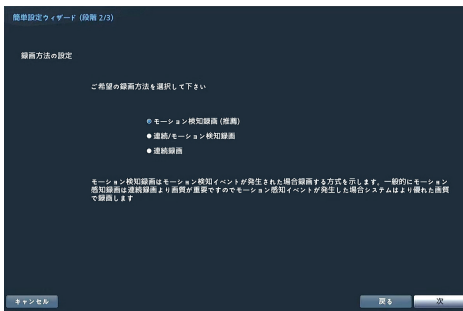 簡単設定ウィザード (段階 2/3)
録画方法の設定
ご希望の録画方法を選択して下さい
モーション検知録画 (推薦)
連続/モーション検知録画
連続録画
モーション検知録画はモーション検知イベントが発生された場合録画する方式を示します。一般的にモーション
感知録画は連続録画より画質が重要ですのでモーション感知イベントが発生した場合システムはより優れた画質
で録画します
キャンセル
戻る
次